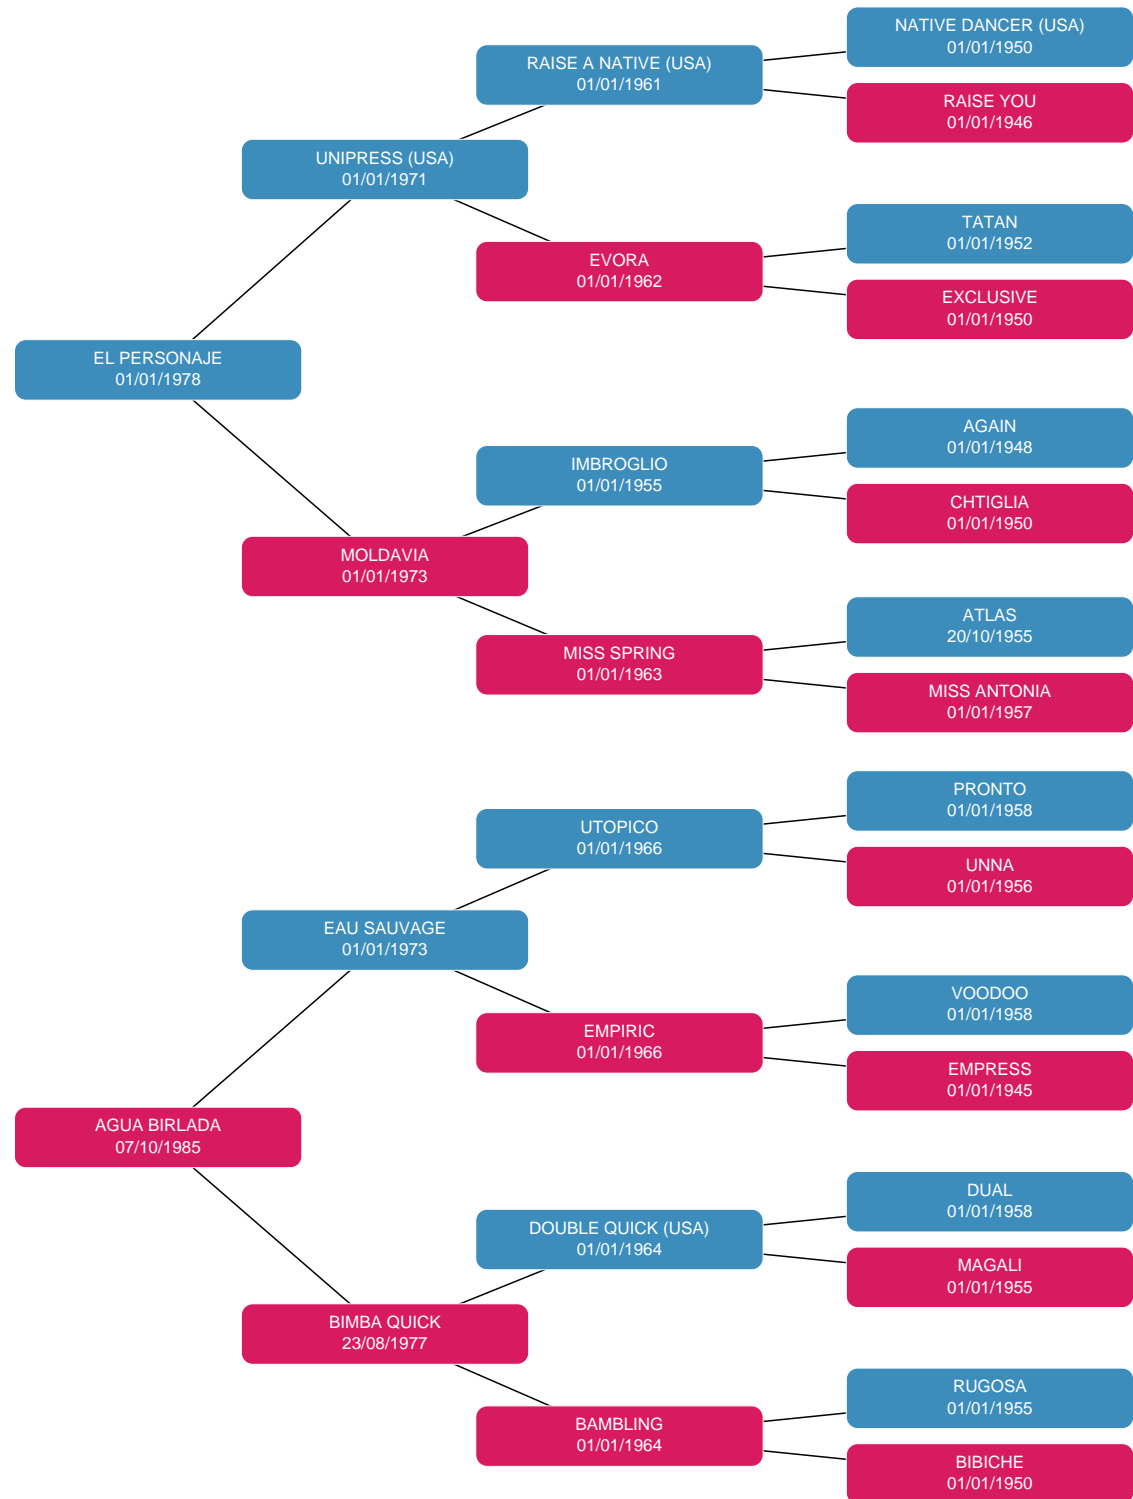 NATIVE DANCER (USA)
01/01/1950
RAISE A NATIVE (USA)
01/01/1961
RAISE YOU
01/01/1946
UNIPRESS (USA)
01/01/1971
TATAN
01/01/1952
EVORA
01/01/1962
EXCLUSIVE
01/01/1950
EL PERSONAJE
01/01/1978
AGAIN
01/01/1948
IMBROGLIO
01/01/1955
CHTIGLIA
01/01/1950
MOLDAVIA
01/01/1973
ATLAS
20/10/1955
MISS SPRING
01/01/1963
MISS ANTONIA
01/01/1957
PRONTO
01/01/1958
UTOPICO
01/01/1966
UNNA
01/01/1956
EAU SAUVAGE
01/01/1973
VOODOO
01/01/1958
EMPIRIC
01/01/1966
EMPRESS
01/01/1945
AGUA BIRLADA
07/10/1985
DUAL
01/01/1958
DOUBLE QUICK (USA)
01/01/1964
MAGALI
01/01/1955
BIMBA QUICK
23/08/1977
RUGOSA
01/01/1955
BAMBLING
01/01/1964
BIBICHE
01/01/1950